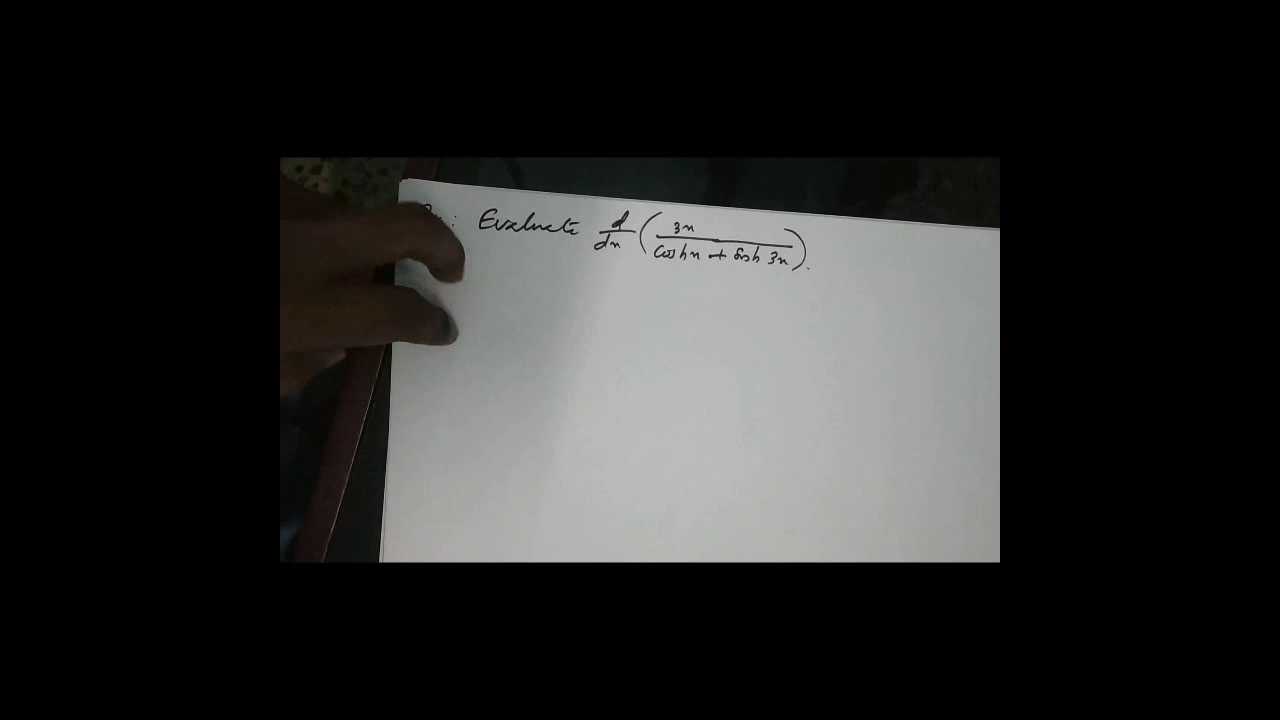 Evaluate d/dx ( 3x / cosh x + sinh 3x ).